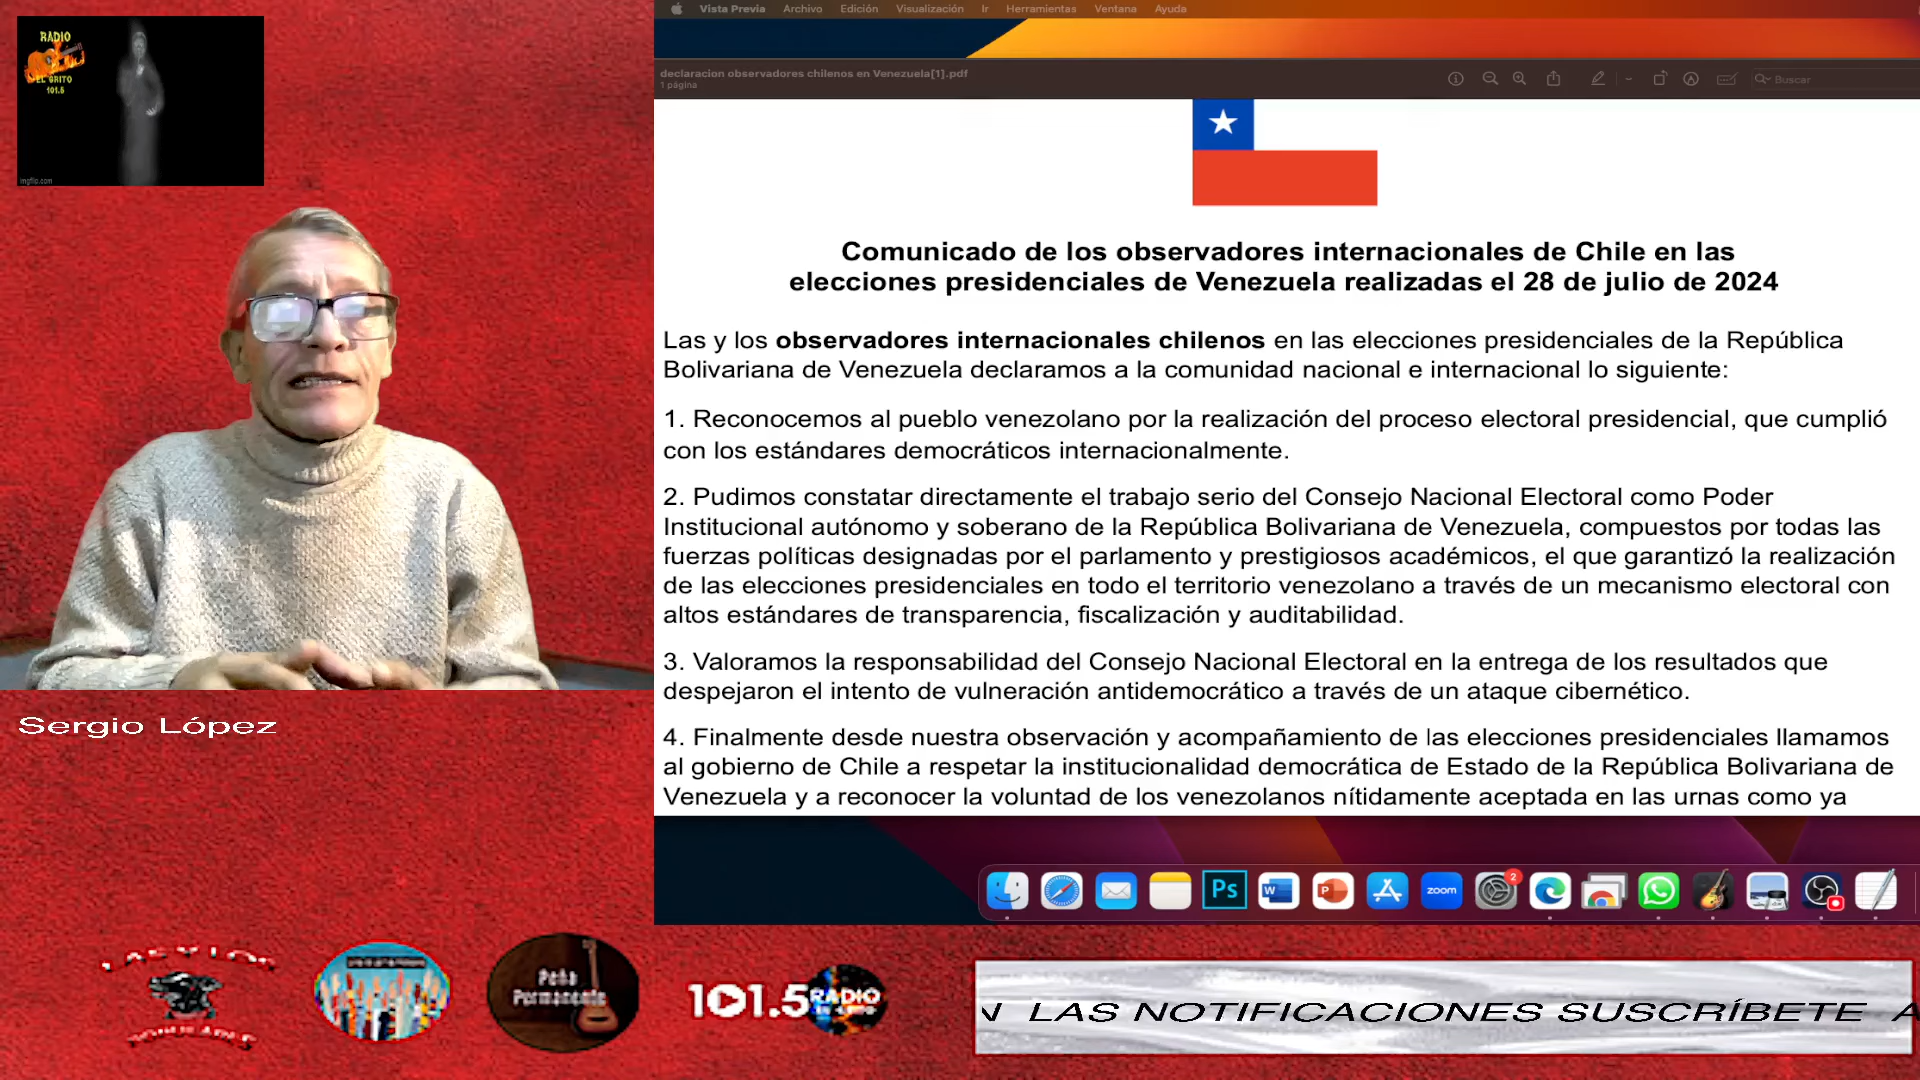 RADIO
EL GRITO
101.5
imgflip.com
Vista Previa Archivo Edición Visualización Ir Herramientas Ventana Ayuda
declaracion observadores chilenos en Venezuela[1].pdf
1 página
Buscar
Comunicado de los observadores internacionales de Chile en las
elecciones presidenciales de Venezuela realizadas el 28 de julio de 2024
Las y los observadores internacionales chilenos en las elecciones presidenciales de la República
Bolivariana de Venezuela declaramos a la comunidad nacional e internacional lo siguiente:
1. Reconocemos al pueblo venezolano por la realización del proceso electoral presidencial, que cumplió
con los estándares democráticos internacionalmente.
2. Pudimos constatar directamente el trabajo serio del Consejo Nacional Electoral como Poder
Institucional autónomo y soberano de la República Bolivariana de Venezuela, compuestos por todas las
fuerzas políticas designadas por el parlamento y prestigiosos académicos, el que garantizó la realización
de las elecciones presidenciales en todo el territorio venezolano a través de un mecanismo electoral con
altos estándares de transparencia, fiscalización y auditabilidad.
3. Valoramos la responsabilidad del Consejo Nacional Electoral en la entrega de los resultados que
despejaron el intento de vulneración antidemocrático a través de un ataque cibernético.
4. Finalmente desde nuestra observación y acompañamiento de las elecciones presidenciales llamamos
al gobierno de Chile a respetar la institucionalidad democrática de Estado de la República Bolivariana de
Venezuela y a reconocer la voluntad de los venezolanos nítidamente aceptada en las urnas como ya
Sergio López
Ps
W
P
zoom
2
Peña
Permanente
101.5 RADIO
EL GRITO
N LAS NOTIFICACIONES SUSCRÍBETE A